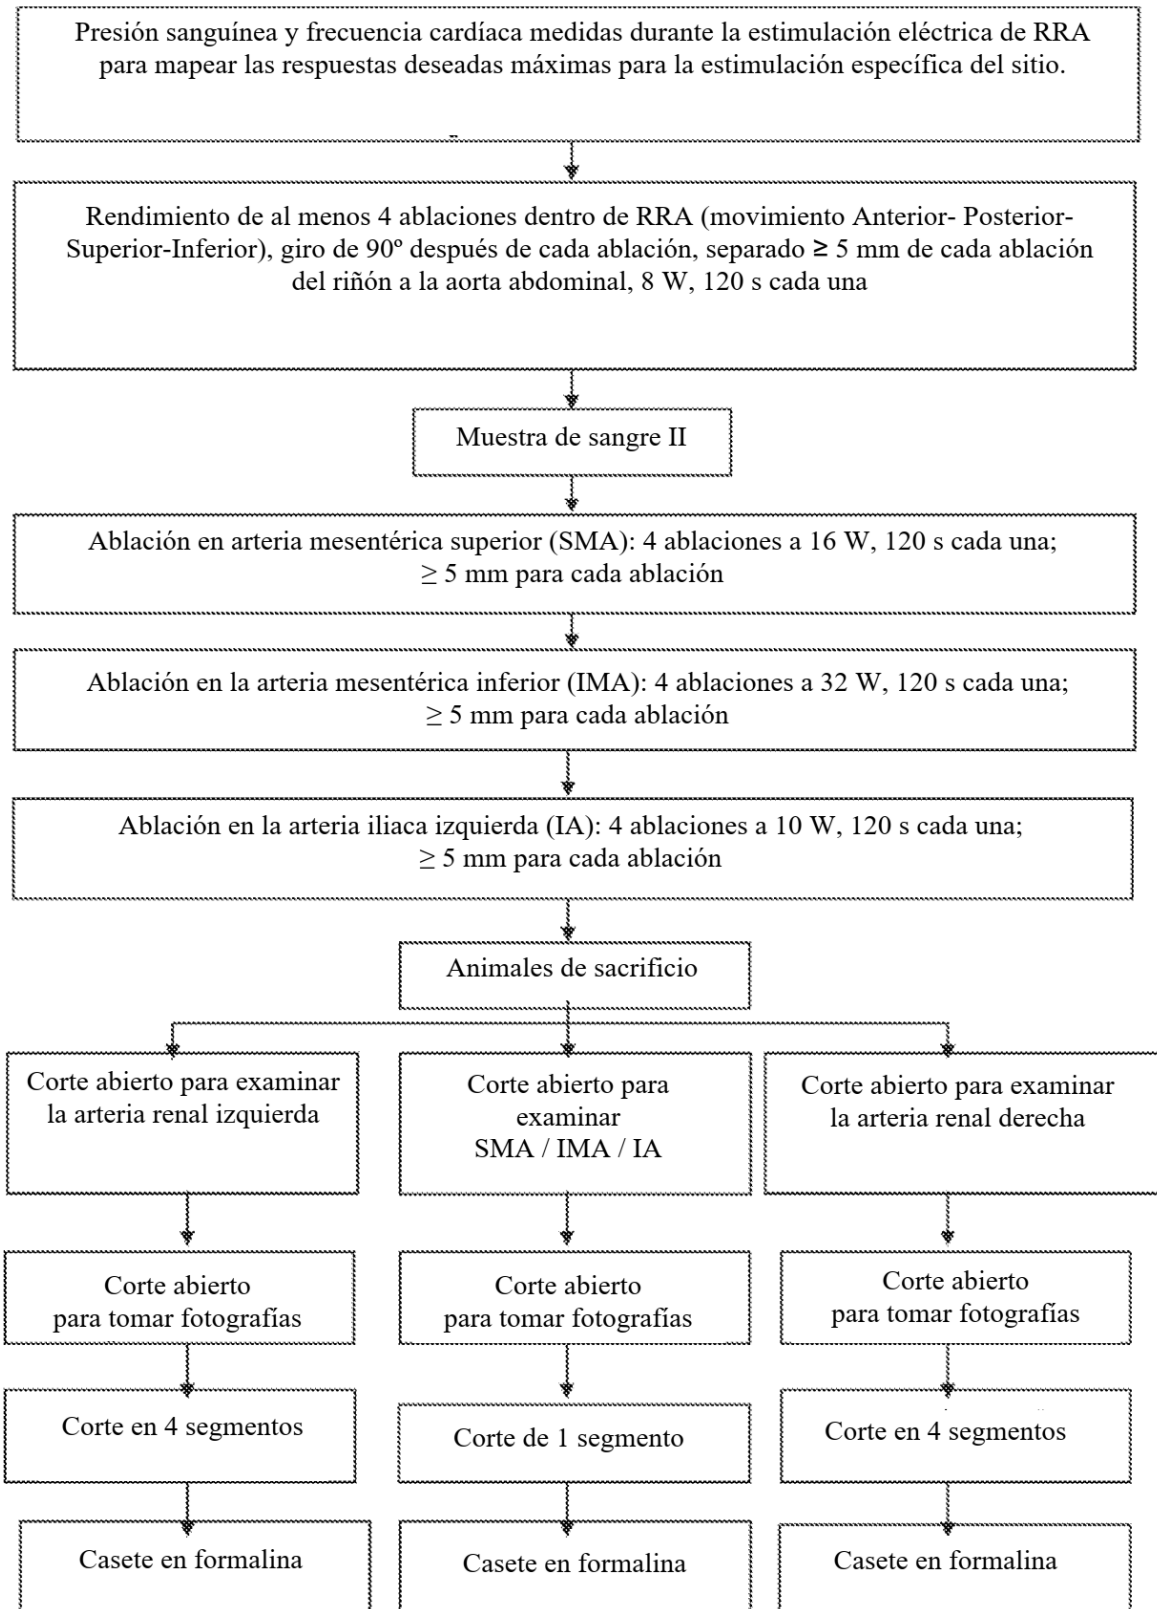 Presión sanguínea y frecuencia cardíaca medidas durante la estimulación eléctrica de RRA
para mapear las respuestas deseadas máximas para la estimulación específica del sitio.
Rendimiento de al menos 4 ablaciones dentro de RRA (movimiento Anterior- Posterior-
Superior-Inferior), giro de 90º después de cada ablación, separado ≥ 5 mm de cada ablación
del riñón a la aorta abdominal, 8 W, 120 s cada una
Muestra de sangre II
Ablación en arteria mesentérica superior (SMA): 4 ablaciones a 16 W, 120 s cada una;
≥ 5 mm para cada ablación
Ablación en la arteria mesentérica inferior (IMA): 4 ablaciones a 32 W, 120 s cada una;
≥ 5 mm para cada ablación
Ablación en la arteria iliaca izquierda (IA): 4 ablaciones a 10 W, 120 s cada una;
≥ 5 mm para cada ablación
Animales de sacrificio
Corte abierto para examinar
la arteria renal izquierda
Corte abierto para
examinar
SMA / IMA / IA
Corte abierto para examinar
la arteria renal derecha
Corte abierto
para tomar fotografías
Corte abierto
para tomar fotografías
Corte abierto
para tomar fotografías
Corte en 4 segmentos
Corte de 1 segmento
Corte en 4 segmentos
Casete en formalina
Casete en formalina
Casete en formalina